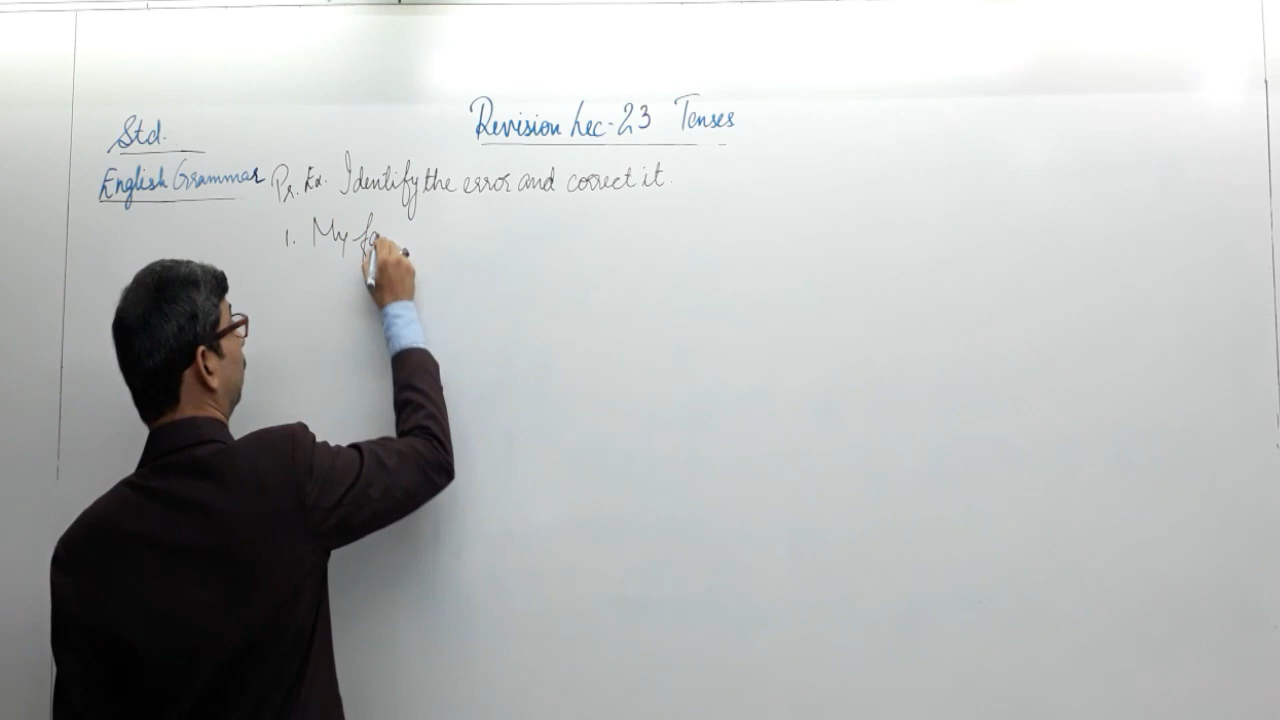 Revision Lec-23 Tenses
Std.
English Grammar
Pr. Ex. Identify the error and correct it.
1. My fa